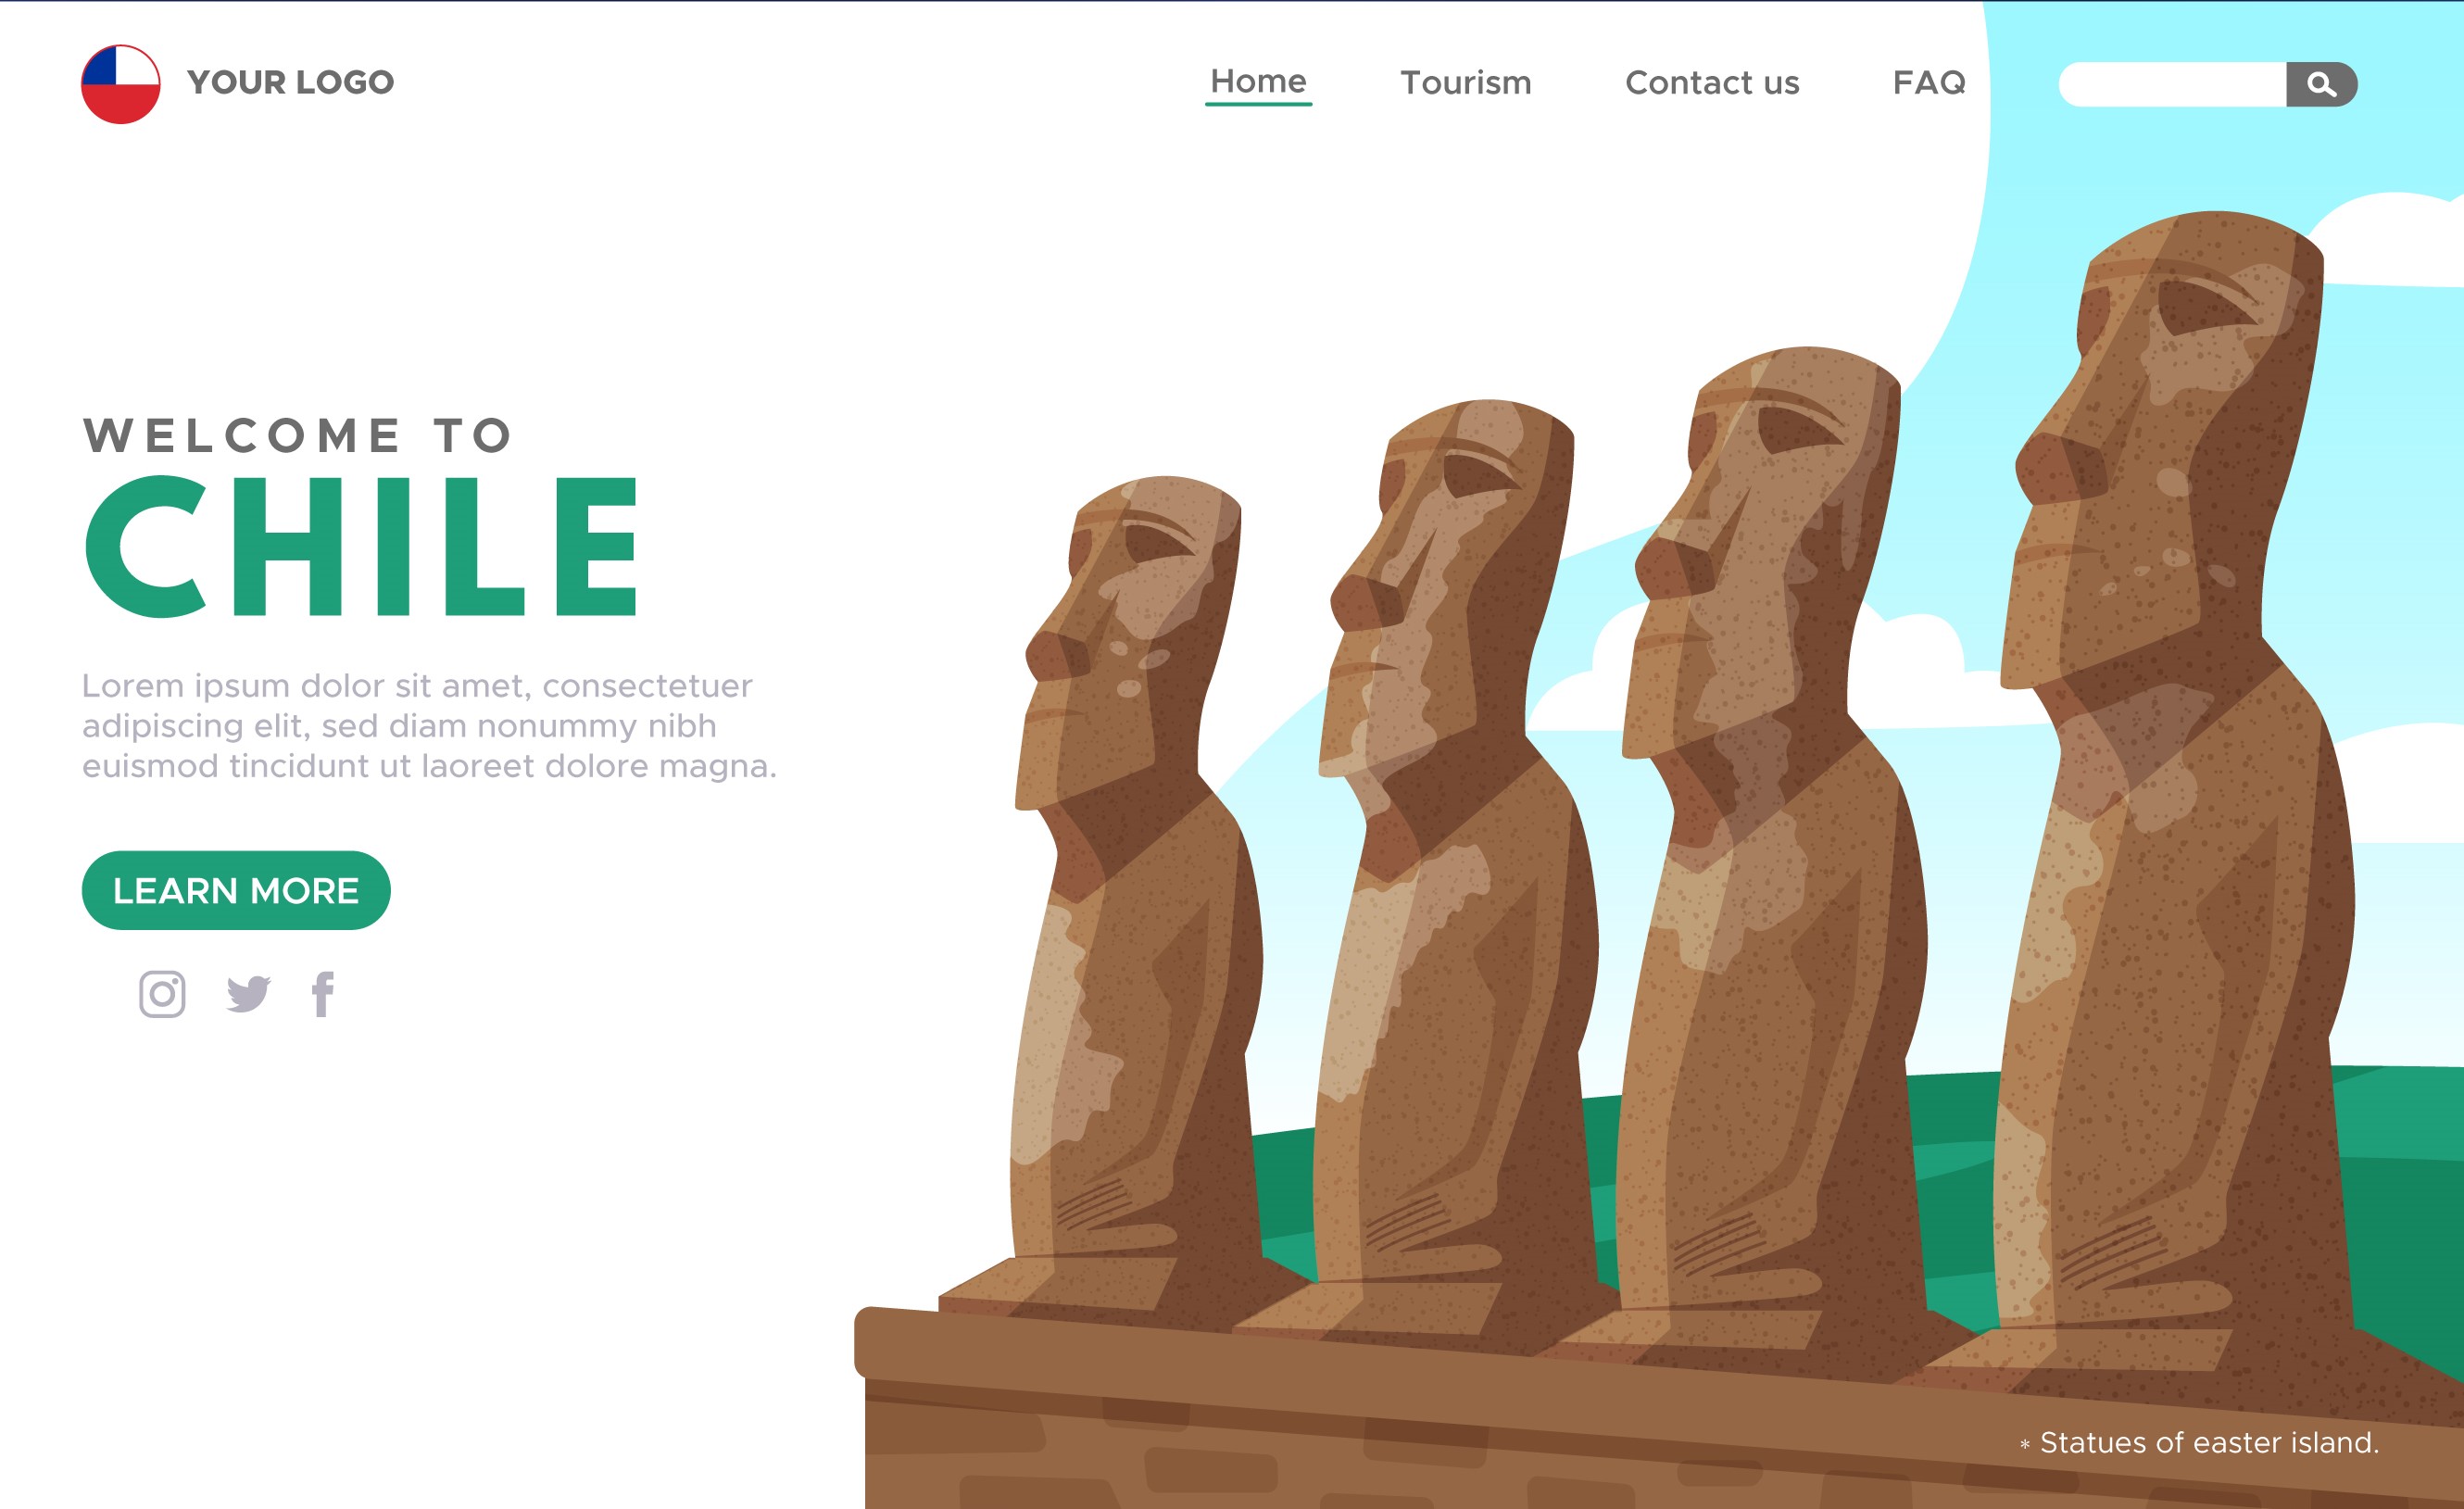 YOUR LOGO
Home
Tourism
Contact us
FAQ
WELCOME TO
CHILE
Lorem ipsum dolor sit amet, consectetuer
adipiscing elit, sed diam nonummy nibh
euismod tincidunt ut laoreet dolore magna.
LEARN MORE
* Statues of easter island.